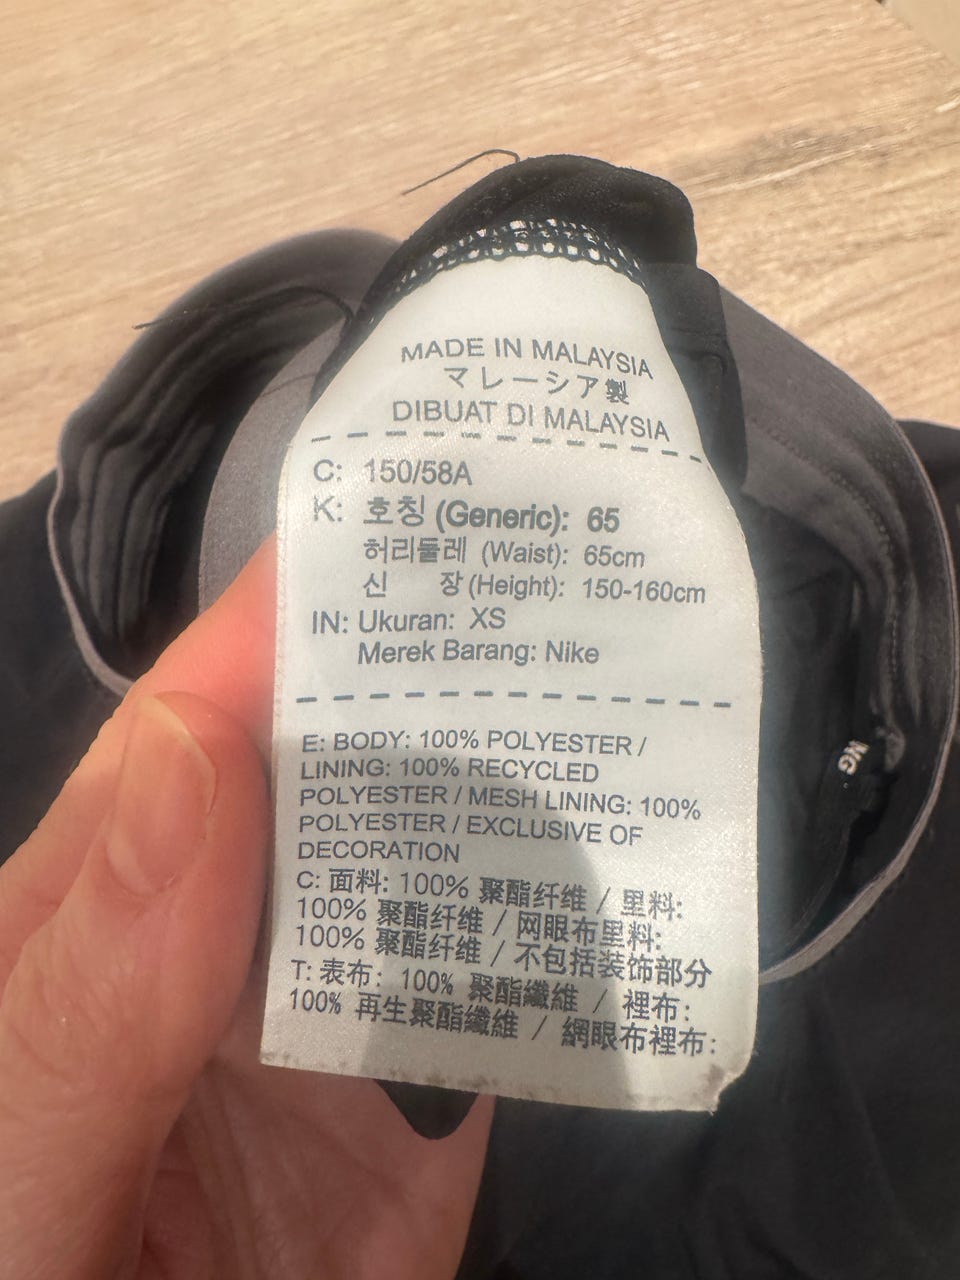 MADE IN MALAYSIA
マレーシア製
DIBUAT DI MALAYSIA
C: 150/58A
K: 호칭 (Generic): 65
허리둘레 (Waist): 65cm
신 장 (Height): 150-160cm
IN: Ukuran: XS
Merek Barang: Nike
E: BODY: 100% POLYESTER /
LINING: 100% RECYCLED
POLYESTER / MESH LINING: 100%
POLYESTER / EXCLUSIVE OF
DECORATION
C: 面料: 100% 聚酯纤维 / 里料:
100% 聚酯纤维 / 网眼布里料:
100% 聚酯纤维 / 不包括装饰部分
T: 表布: 100% 聚酯纖維 / 裡布:
100% 再生聚酯纖維 / 網眼布裡布:
NG